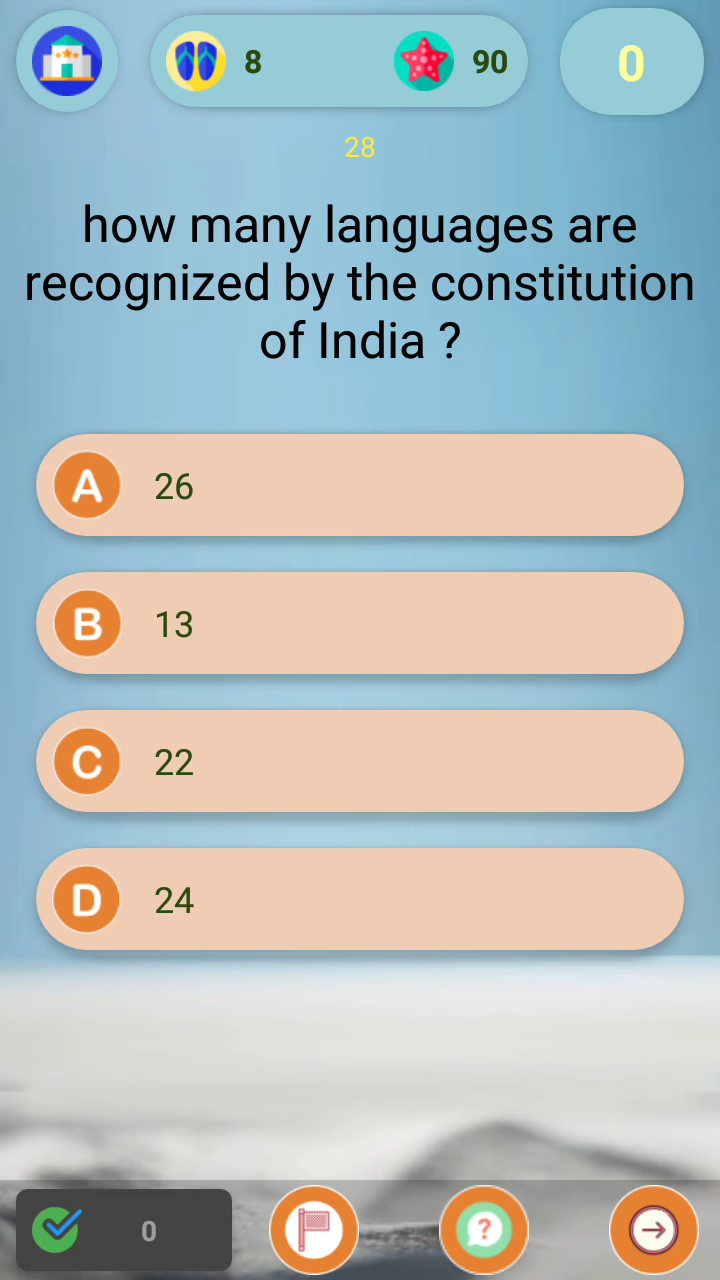 8
90
0
28
how many languages are
recognized by the constitution
of India ?
A 26
B 13
C 22
D 24
0
?